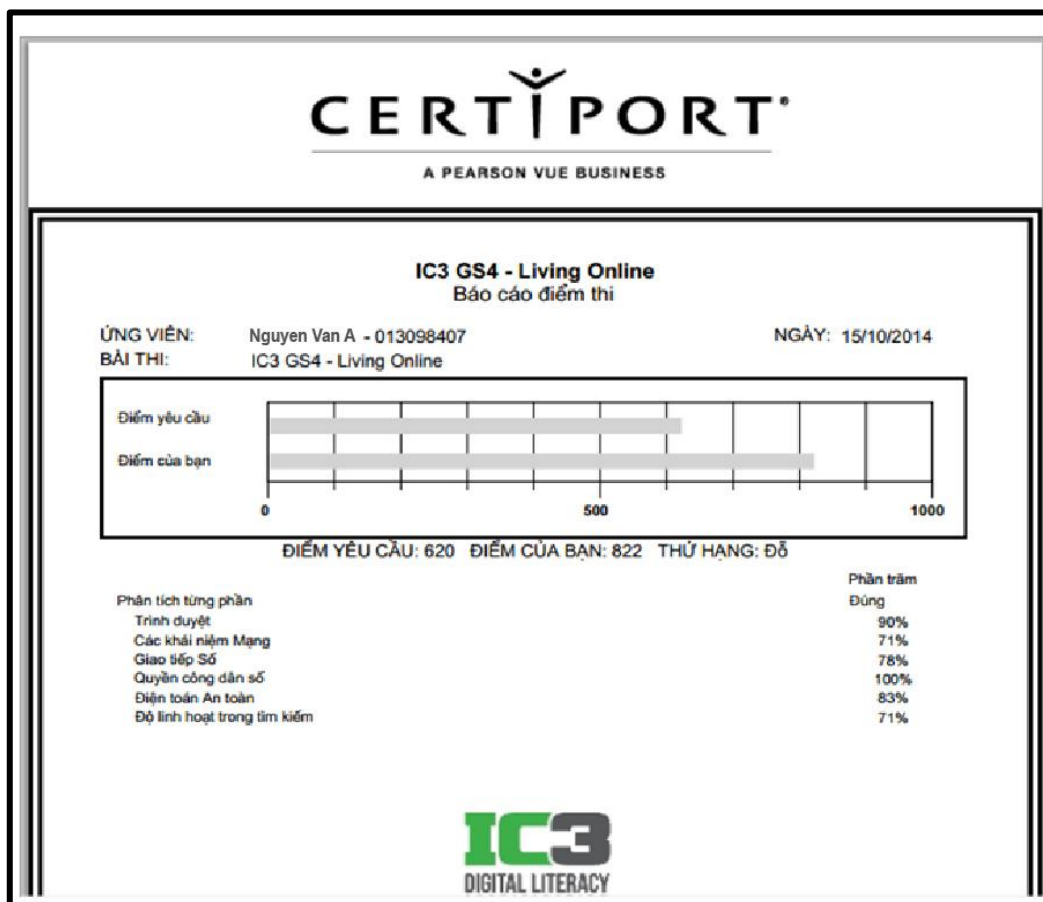 CERTIPORT®
A PEARSON VUE BUSINESS
IC3 GS4 - Living Online
Báo cáo điểm thi
ỨNG VIÊN: Nguyen Van A - 013098407 NGÀY: 15/10/2014
BÀI THI: IC3 GS4 - Living Online
Điểm yêu cầu
Điểm của bạn
0 500 1000
ĐIỂM YÊU CẦU: 620 ĐIỂM CỦA BẠN: 822 THỨ HẠNG: Đỗ
Phần trăm
Phân tích từng phần Đúng
Trình duyệt 90%
Các khái niệm Mạng 71%
Giao tiếp Số 78%
Quyền công dân số 100%
Điện toán An toàn 83%
Độ linh hoạt trong tìm kiếm 71%
IC3
DIGITAL LITERACY